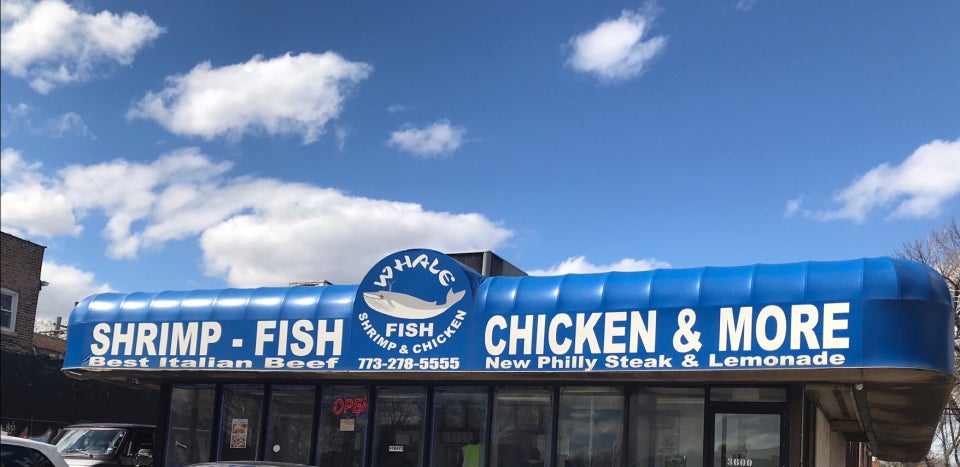 SHRIMP - FISH
Best Italian Beef
WHALE
FISH
SHRIMP & CHICKEN
773-278-5555
CHICKEN & MORE
New Philly Steak & Lemonade
OPEN
3600